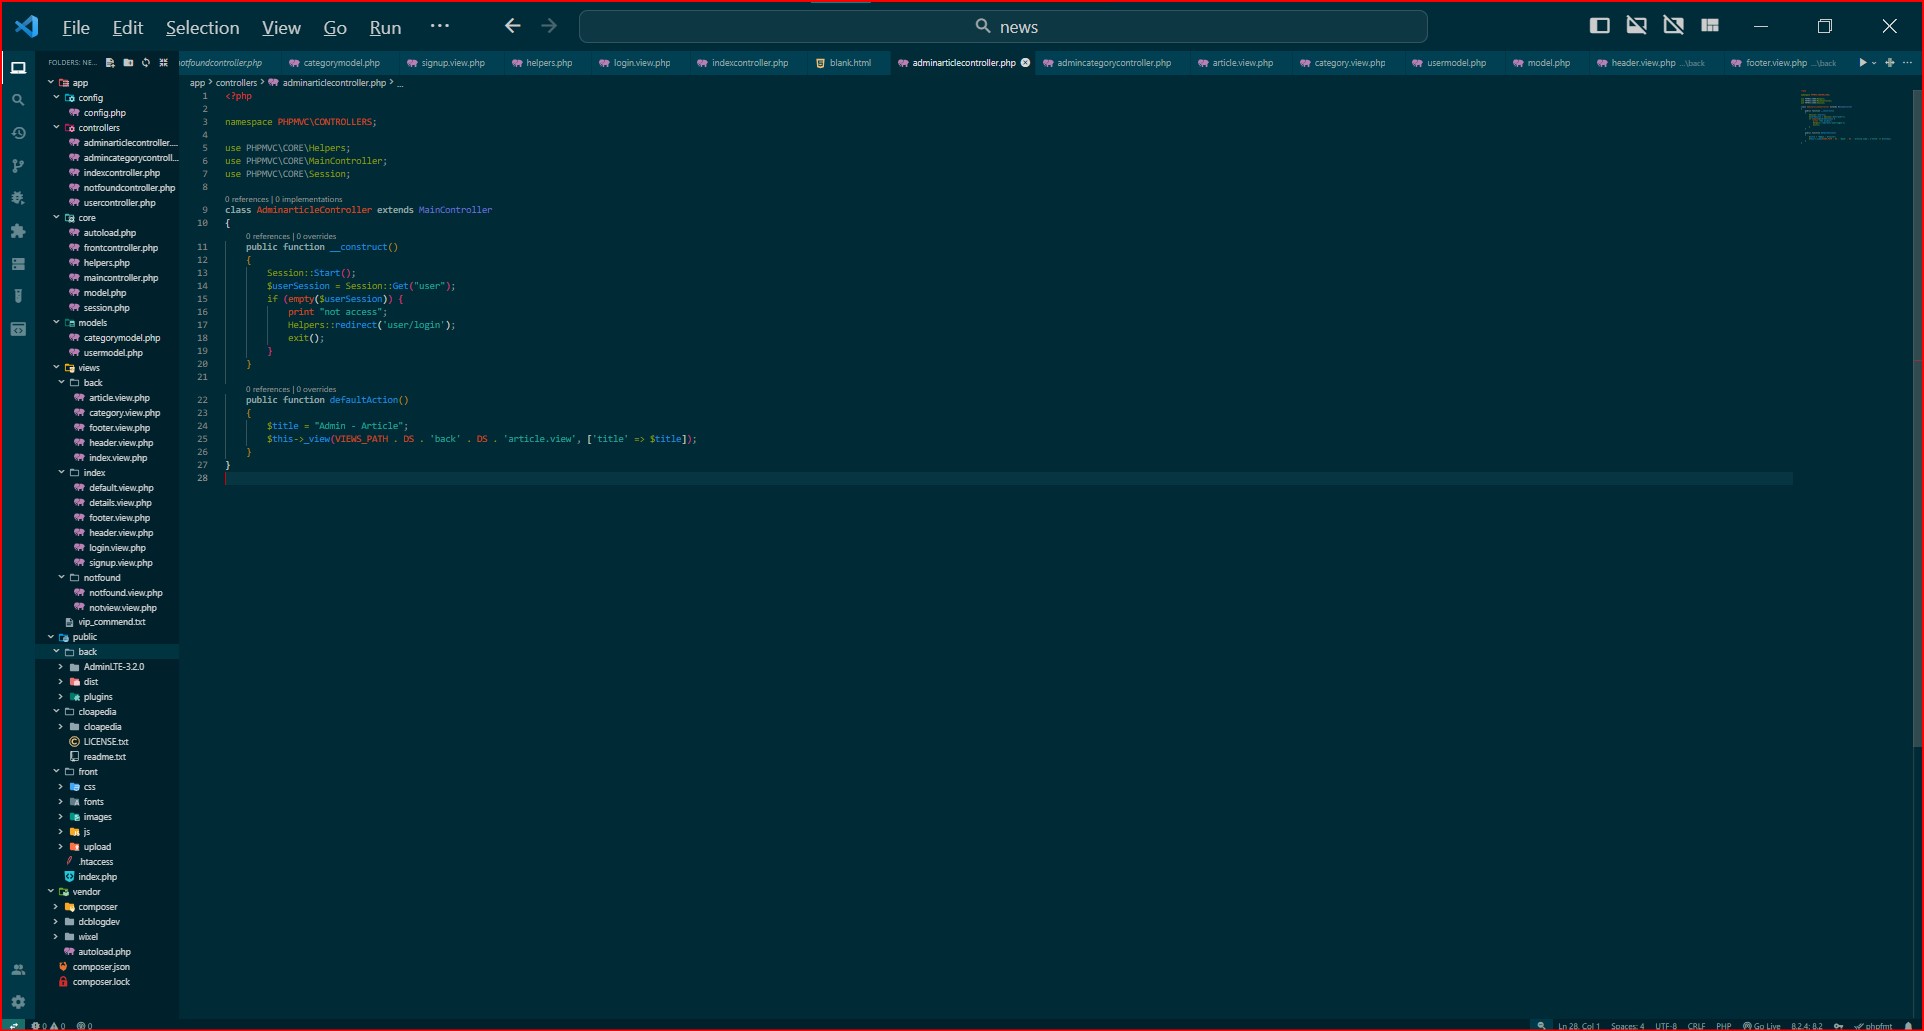 File Edit Selection View Go Run ··· news
FOLDERS: NE...
notfoundcontroller.php categorymodel.php signup.view.php helpers.php login.view.php indexcontroller.php blank.html adminarticlecontroller.php admincategorycontroller.php article.view.php category.view.php usermodel.php model.php header.view.php ...\back footer.view.php ...\back
app > controllers > adminarticlecontroller.php > ...
app
config
config.php
controllers
adminarticlecontroller....
admincategorycontroll...
indexcontroller.php
notfoundcontroller.php
usercontroller.php
core
autoload.php
frontcontroller.php
helpers.php
maincontroller.php
model.php
session.php
models
categorymodel.php
usermodel.php
views
back
article.view.php
category.view.php
footer.view.php
header.view.php
index.view.php
index
default.view.php
details.view.php
footer.view.php
header.view.php
login.view.php
signup.view.php
notfound
notfound.view.php
notview.view.php
vip_commend.txt
public
back
AdminLTE-3.2.0
dist
plugins
cloapedia
cloapedia
LICENSE.txt
readme.txt
front
css
fonts
images
js
upload
.htaccess
index.php
vendor
composer
dcblogdev
wixel
autoload.php
composer.json
composer.lock
1 <?php
2
3 namespace PHPMVC\CONTROLLERS;
4
5 use PHPMVC\CORE\Helpers;
6 use PHPMVC\CORE\MainController;
7 use PHPMVC\CORE\Session;
8
0 references | 0 implementations
9 class AdminarticleController extends MainController
10 {
0 references | 0 overrides
11 public function __construct()
12 {
13 Session::Start();
14 $userSession = Session::Get("user");
15 if (empty($userSession)) {
16 print "not access";
17 Helpers::redirect('user/login');
18 exit();
19 }
20 }
21
0 references | 0 overrides
22 public function defaultAction()
23 {
24 $title = "Admin - Article";
25 $this->_view(VIEWS_PATH . DS . 'back' . DS . 'article.view', ['title' => $title]);
26 }
27 }
28
0 0 0 Ln 28, Col 1 Spaces: 4 UTF-8 CRLF PHP Go Live 8.2.4: 8.2 phpfmt